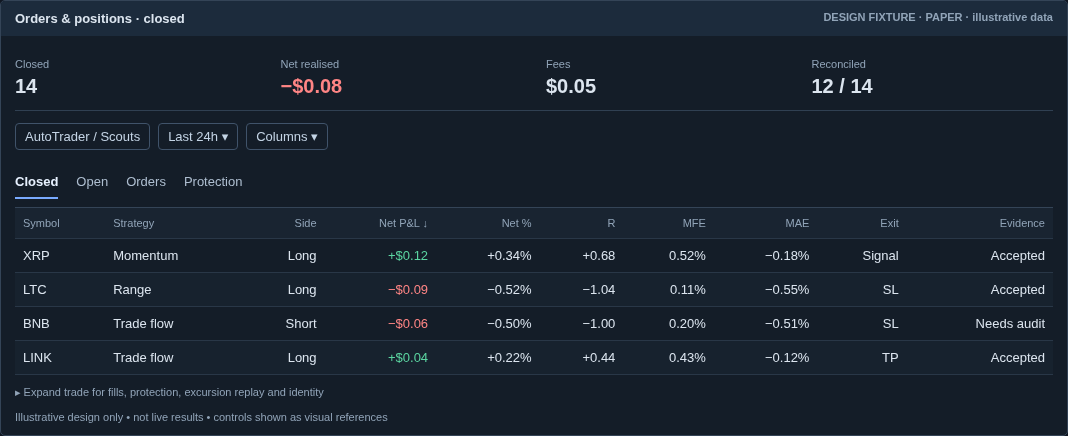 Orders & positions · closed DESIGN FIXTURE · PAPER · illustrative data
Closed Net realised Fees Reconciled
14 −$0.08 $0.05 12 / 14
AutoTrader / Scouts Last 24h ▾ Columns ▾
Closed Open Orders Protection
Symbol Strategy Side Net P&L ↓ Net % R MFE MAE Exit Evidence
XRP Momentum Long +$0.12 +0.34% +0.68 0.52% −0.18% Signal Accepted
LTC Range Long −$0.09 −0.52% −1.04 0.11% −0.55% SL Accepted
BNB Trade flow Short −$0.06 −0.50% −1.00 0.20% −0.51% SL Needs audit
LINK Trade flow Long +$0.04 +0.22% +0.44 0.43% −0.12% TP Accepted
▸ Expand trade for fills, protection, excursion replay and identity
Illustrative design only • not live results • controls shown as visual references